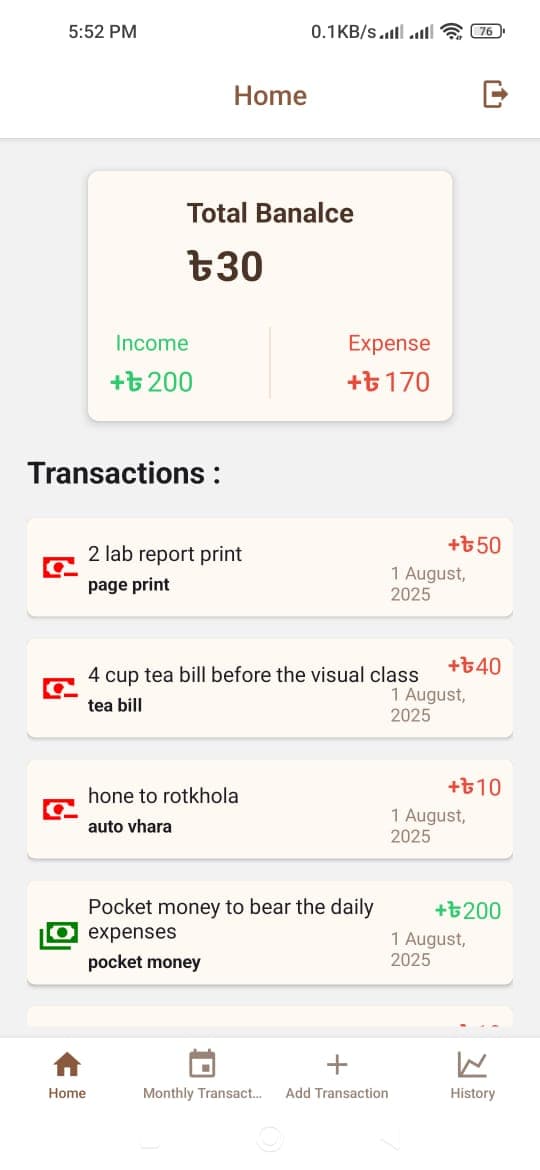 5:52 PM
0.1KB/s
76
Home
Total Banalce
৳30
Income
Expense
+৳200
+৳170
Transactions :
2 lab report print
+৳50
page print
1 August,
2025
4 cup tea bill before the visual class
+৳40
tea bill
1 August,
2025
hone to rotkhola
+৳10
auto vhara
1 August,
2025
Pocket money to bear the daily
expenses
+৳200
pocket money
1 August,
2025
Home
Monthly Transact...
Add Transaction
History